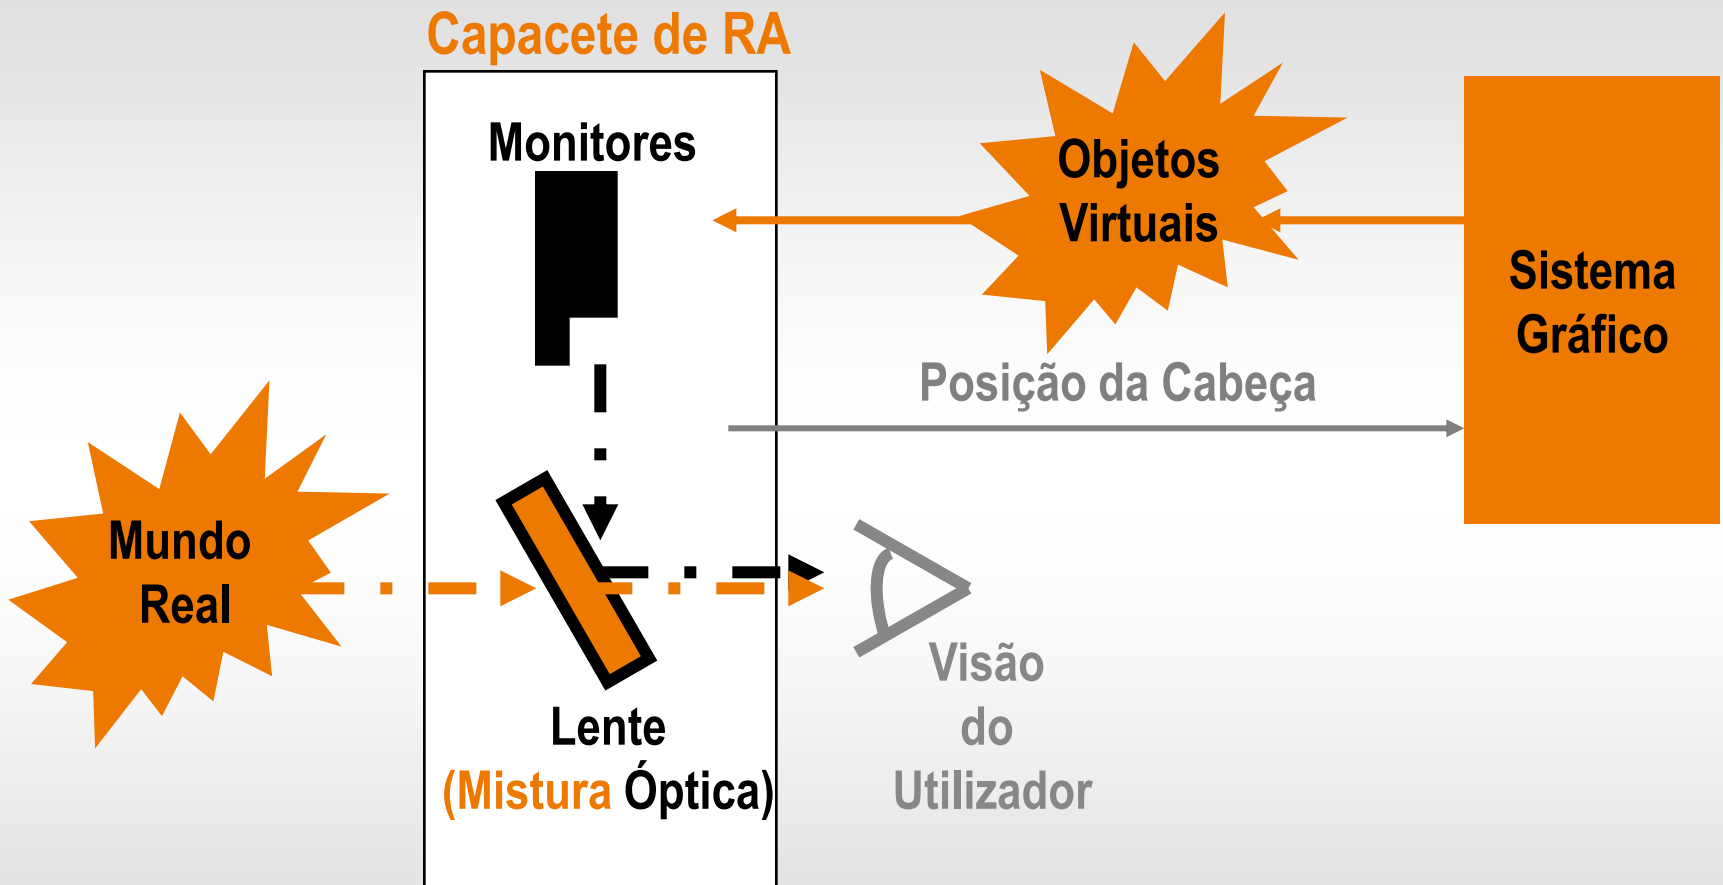 Capacete de RA
Monitores
Objetos
Virtuais
Sistema
Gráfico
Posição da Cabeça
Mundo
Real
Lente
(Mistura Óptica)
Visão
do
Utilizador